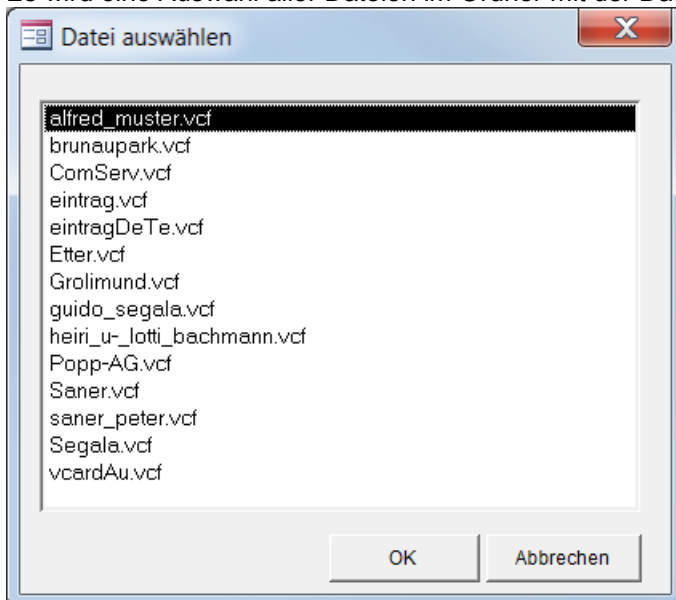 Datei auswählen
alfred_muster.vcf
brunaupark.vcf
ComServ.vcf
eintrag.vcf
eintragDeTe.vcf
Etter.vcf
Grolimund.vcf
guido_segala.vcf
heiri_u-_lotti_bachmann.vcf
Popp-AG.vcf
Saner.vcf
saner_peter.vcf
Segala.vcf
vcardAu.vcf
OK Abbrechen